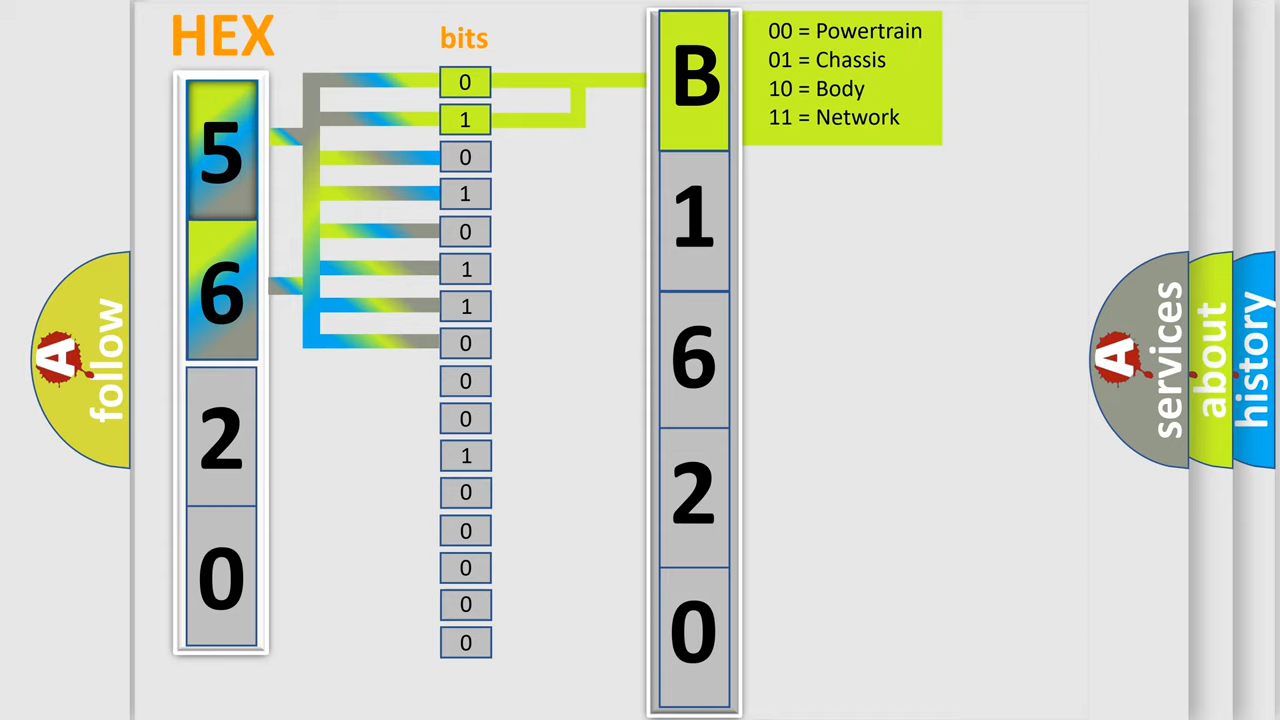 HEX
bits
5
6
2
0
0
1
0
1
0
1
1
0
0
0
1
0
0
0
0
0
B
1
6
2
0
00 = Powertrain
01 = Chassis
10 = Body
11 = Network
A
follow
A
services
about
history